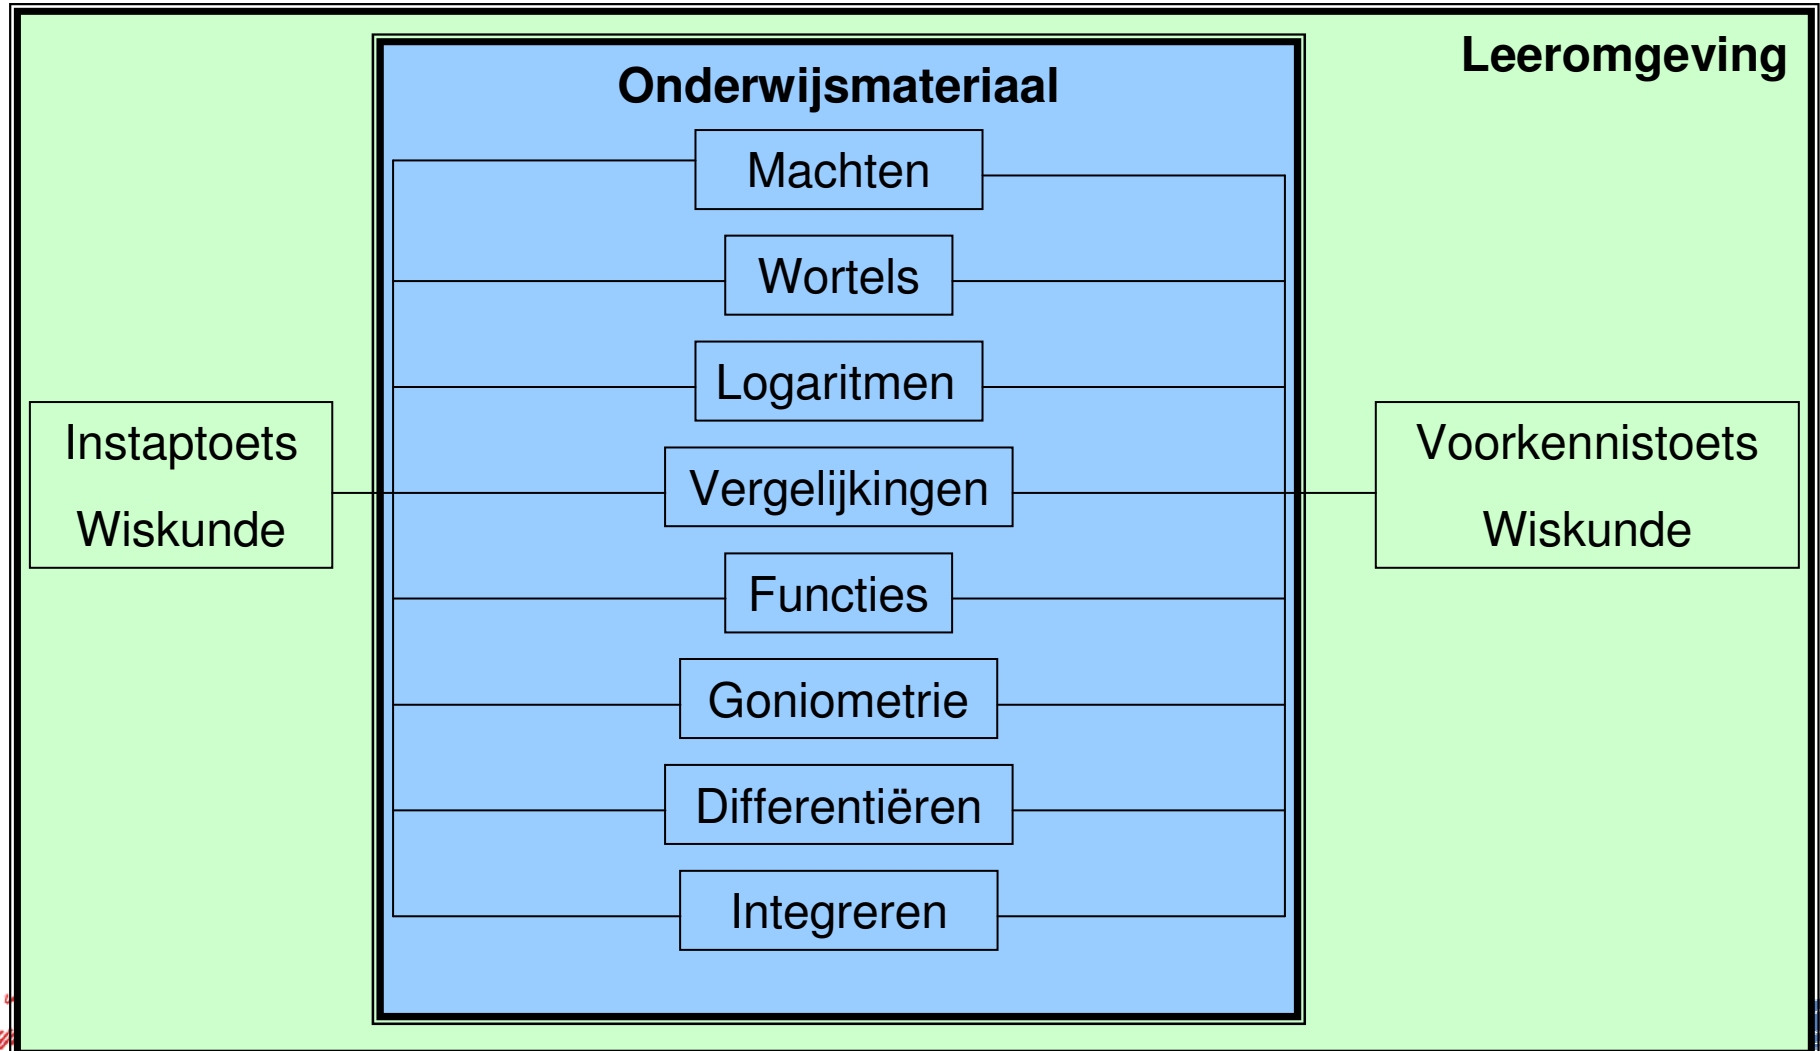 Leeromgeving
Onderwijsmateriaal
Machten
Wortels
Logaritmen
Vergelijkingen
Functies
Goniometrie
Differentiëren
Integreren
Instaptoets
Wiskunde
Voorkennistoets
Wiskunde